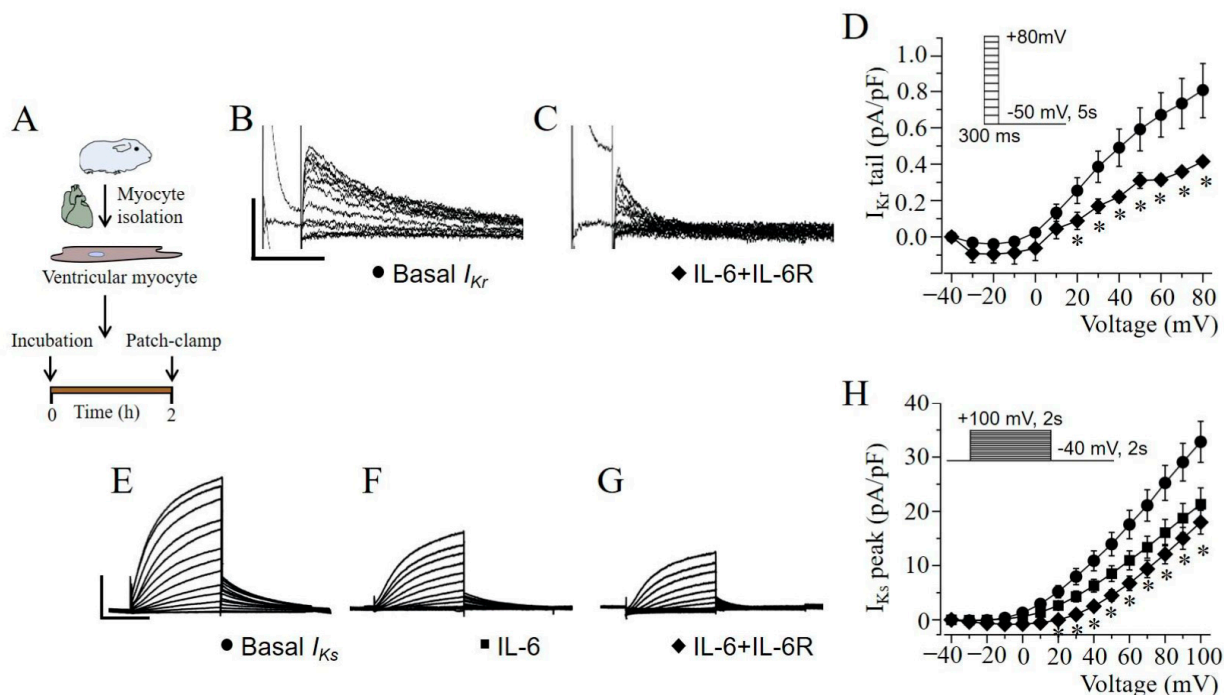 A
Myocyte
isolation
Ventricular myocyte
Incubation
Patch-clamp
0
2
Time (h)
B
● Basal I_Kr
C
◆ IL-6+IL-6R
D
I_Kr tail (pA/pF)
1.0
0.8
0.6
0.4
0.2
0.0
+80mV
-50 mV, 5s
300 ms
* * * * * * *
−40 −20 0 20 40 60 80
Voltage (mV)
E
● Basal I_Ks
F
■ IL-6
G
◆ IL-6+IL-6R
H
I_Ks peak (pA/pF)
40
30
20
10
0
+100 mV, 2s
-40 mV, 2s
* * * * * * * * *
−40 −20 0 20 40 60 80 100
Voltage (mV)